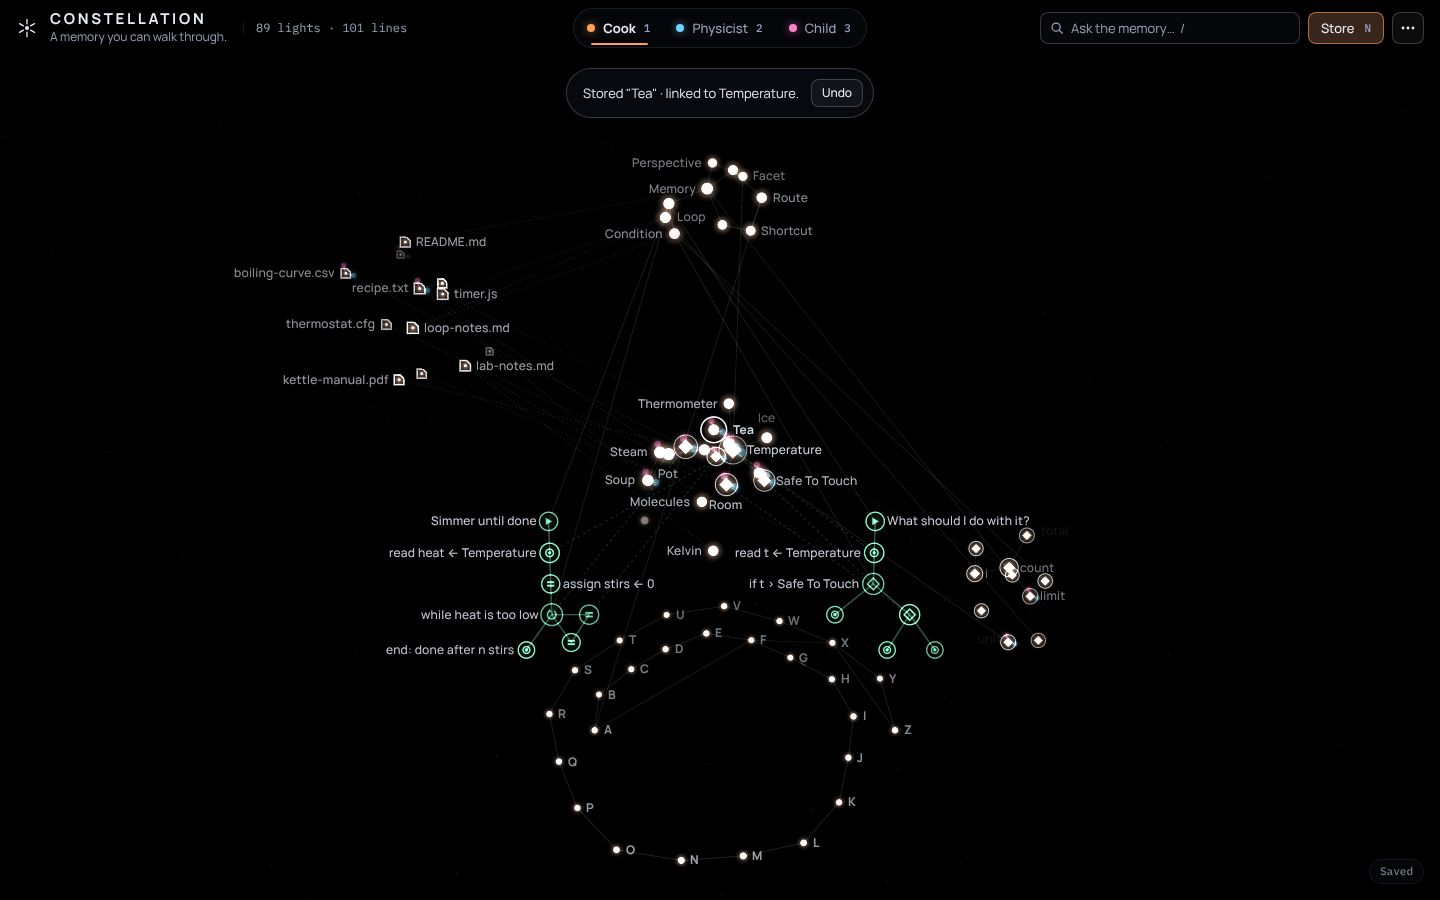 CONSTELLATION
A memory you can walk through.
89 lights · 101 lines
Cook 1
Physicist 2
Child 3
Ask the memory… /
Store N
Stored "Tea" · linked to Temperature.
Undo
Perspective
Facet
Memory
Route
Loop
Condition
Shortcut
README.md
boiling-curve.csv
recipe.txt
timer.js
thermostat.cfg
loop-notes.md
lab-notes.md
kettle-manual.pdf
Thermometer
Ice
Tea
Steam
Temperature
Pot
Soup
Safe To Touch
Molecules
Room
Simmer until done
What should I do with it?
total
read heat ← Temperature
Kelvin
read t ← Temperature
count
i
assign stirs ← 0
if t > Safe To Touch
limit
while heat is too low
end: done after n stirs
U
V
W
T
E
F
X
D
G
S
C
H
Y
B
R
A
I
Z
Q
J
P
K
O
N
M
L
Saved